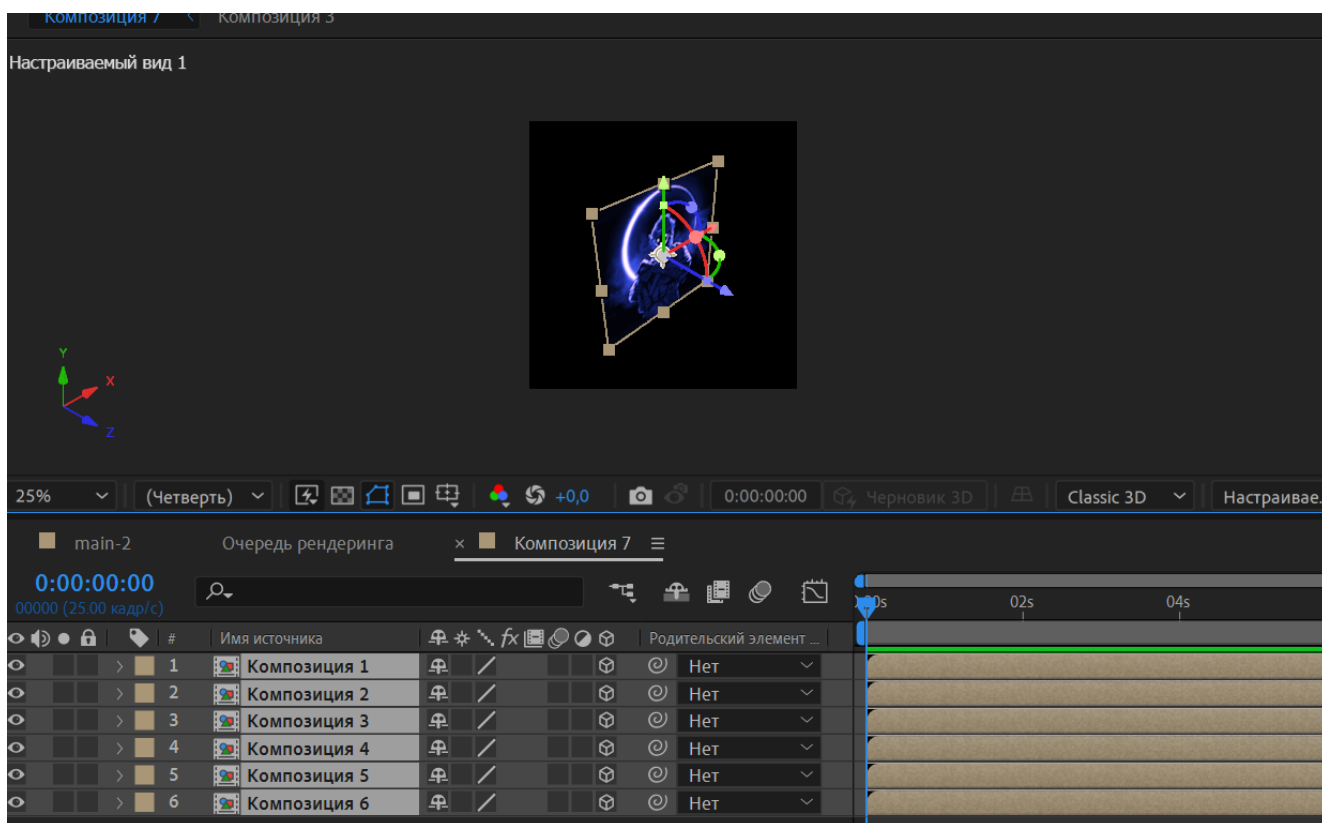 Композиция 7 < Композиция 3
Настраиваемый вид 1
Y
X
Z
25% (Четверть) +0,0 0:00:00:00 Черновик 3D Classic 3D Настраивае.
main-2 Очередь рендеринга × Композиция 7
0:00:00:00
00000 (25.00 кадр/с)
00s 02s 04s
# Имя источника fx Родительский элемент ...
1 Композиция 1 Нет
2 Композиция 2 Нет
3 Композиция 3 Нет
4 Композиция 4 Нет
5 Композиция 5 Нет
6 Композиция 6 Нет